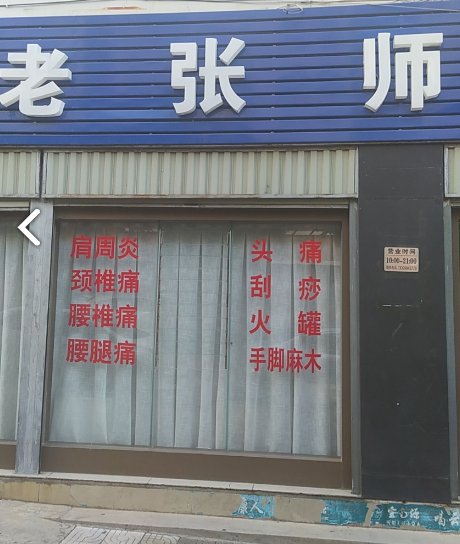 老张师
肩周炎
颈椎痛
腰椎痛
腰腿痛
头痛
刮痧
火罐
手脚麻木
营业时间
10:00-21:00